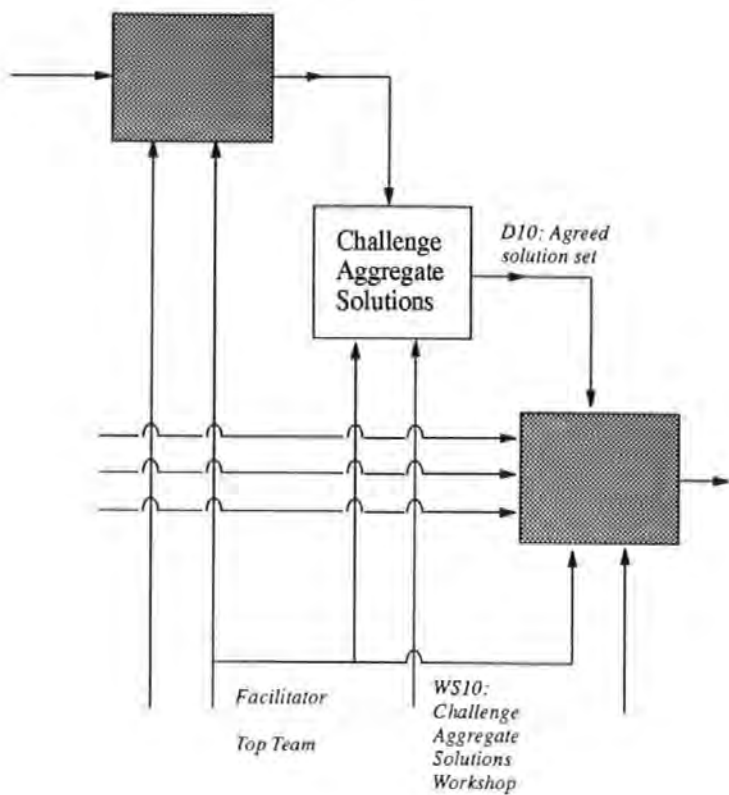 Challenge
Aggregate
Solutions
D10: Agreed
solution set
Facilitator
Top Team
WS10:
Challenge
Aggregate
Solutions
Workshop